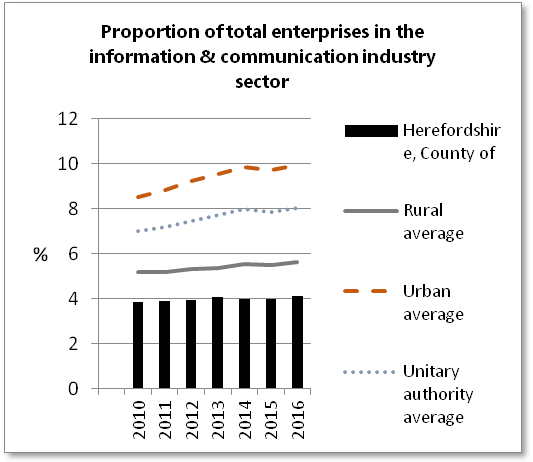 Proportion of total enterprises in the
information & communication industry
sector
12
10
8
6
4
2
0
%
2010
2011
2012
2013
2014
2015
2016
Herefordshir
e, County of
Rural
average
Urban
average
Unitary
authority
average